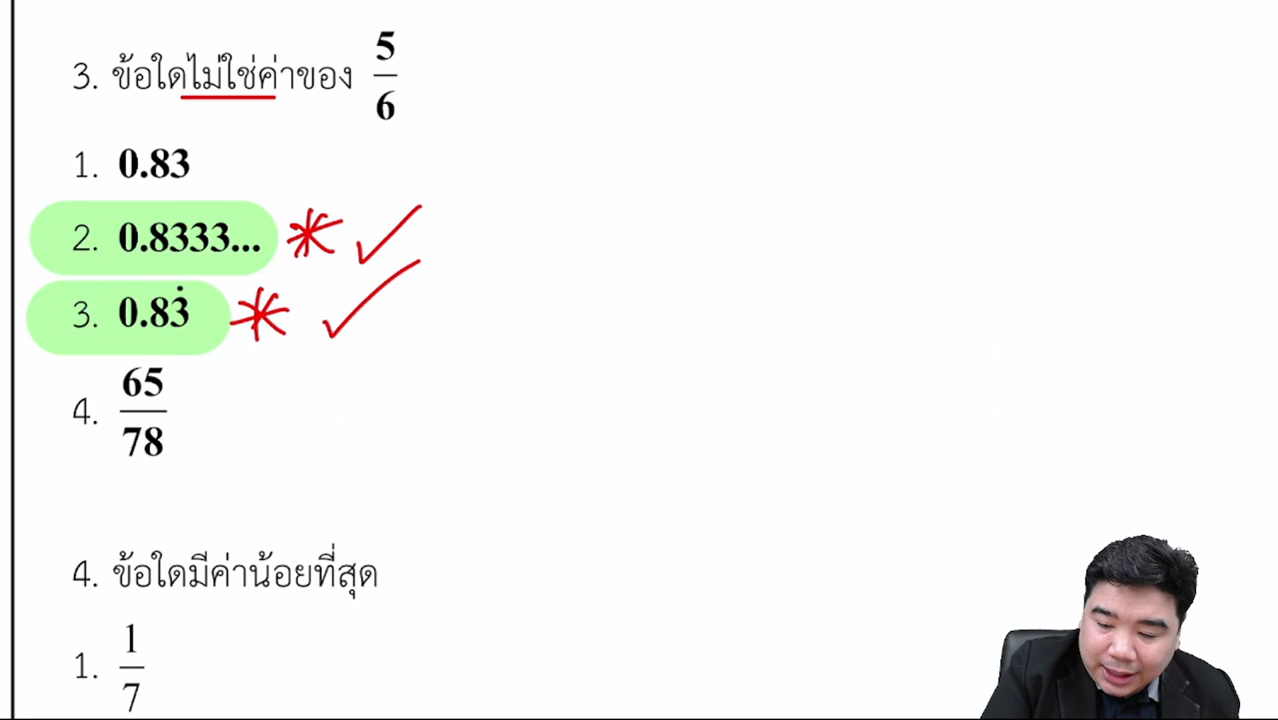 3. ข้อใดไม่ใช่ค่าของ 5/6
1. 0.83
2. 0.8333... * ✓
3. 0.83̇ * ✓
4. 65/78
4. ข้อใดมีค่าน้อยที่สุด
1. 1/7